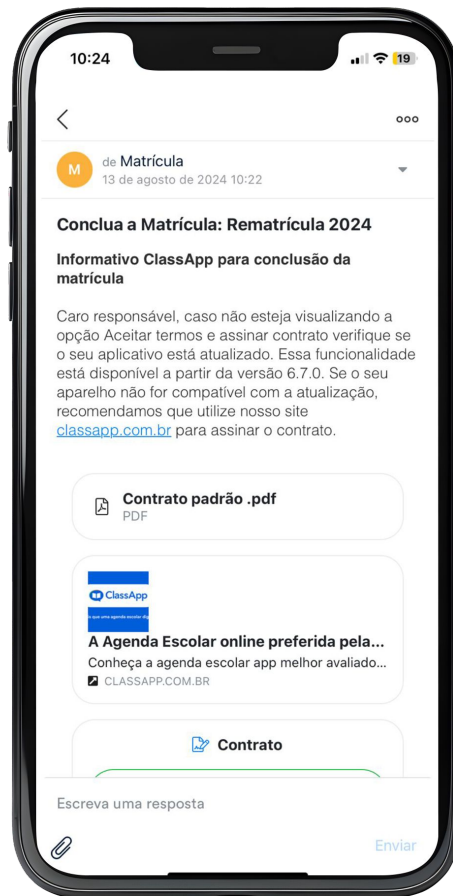 10:24
19
M
de Matrícula
13 de agosto de 2024 10:22
Conclua a Matrícula: Rematrícula 2024
Informativo ClassApp para conclusão da
matrícula
Caro responsável, caso não esteja visualizando a
opção Aceitar termos e assinar contrato verifique se
o seu aplicativo está atualizado. Essa funcionalidade
está disponível a partir da versão 6.7.0. Se o seu
aparelho não for compatível com a atualização,
recomendamos que utilize nosso site
classapp.com.br para assinar o contrato.
Contrato padrão .pdf
PDF
ClassApp
que uma agenda escolar
A Agenda Escolar online preferida pela...
Conheça a agenda escolar app melhor avaliado...
CLASSAPP.COM.BR
Contrato
Escreva uma resposta
Enviar